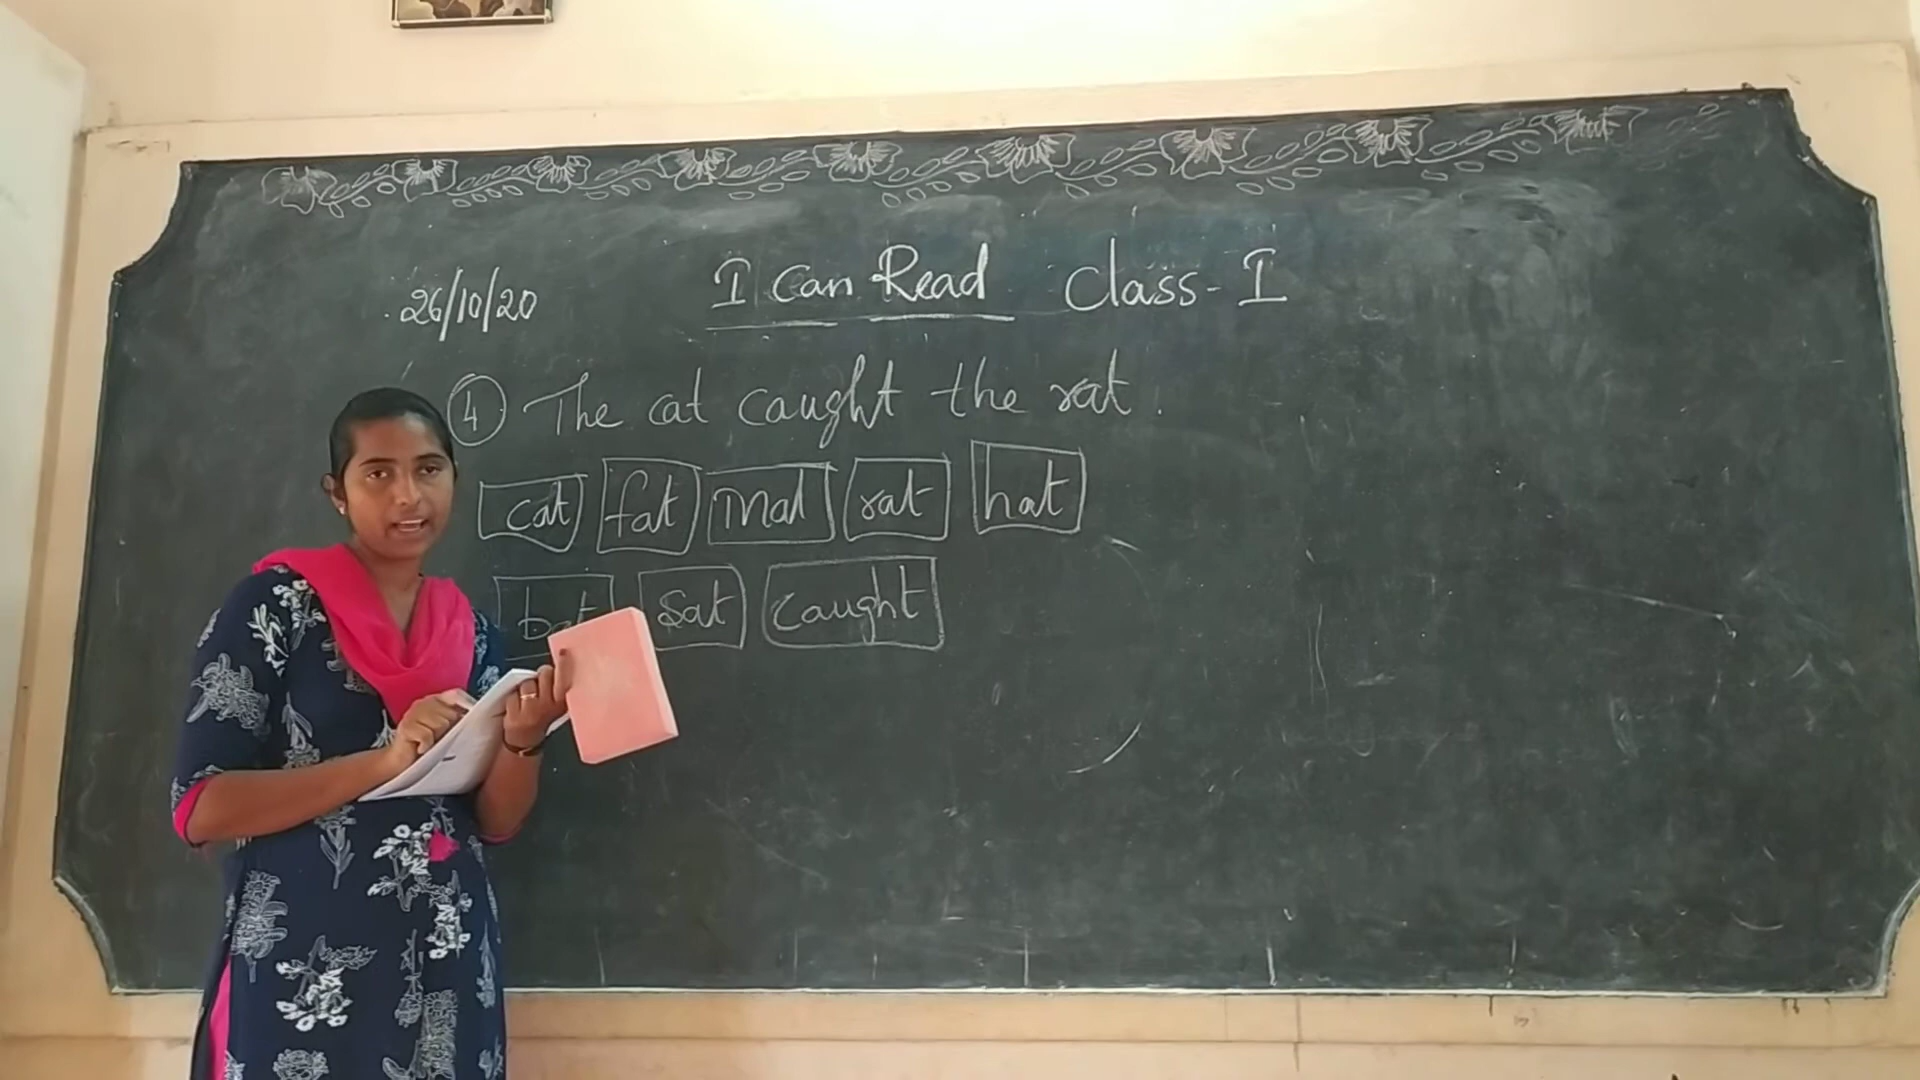 26/10/20 I Can Read Class - I
4 The cat caught the rat.
cat fat mat rat hat
bat sat caught